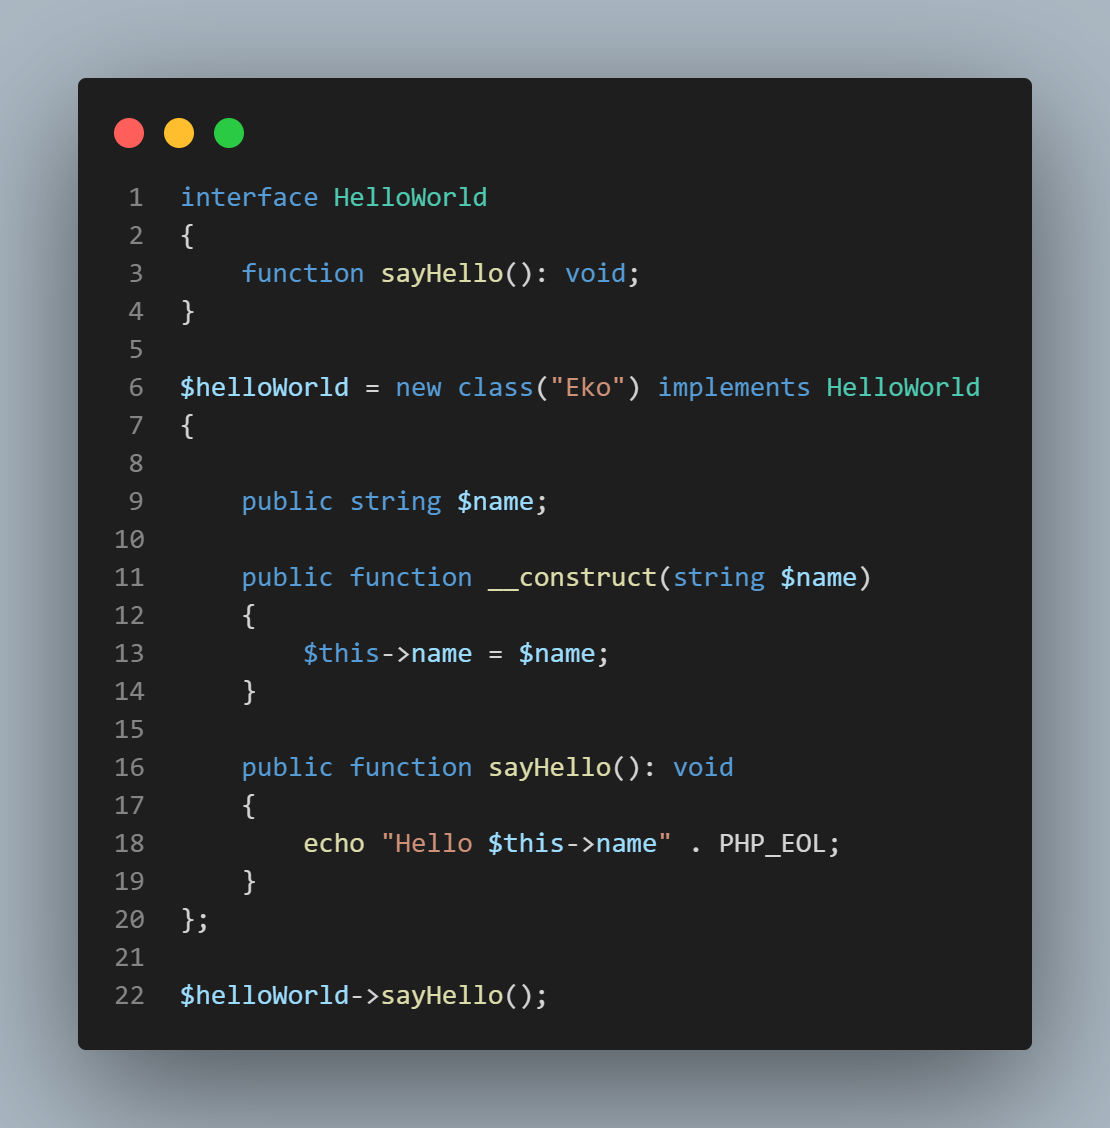 1 interface HelloWorld
2 {
3     function sayHello(): void;
4 }
5
6 $helloWorld = new class("Eko") implements HelloWorld
7 {
8
9     public string $name;
10
11     public function __construct(string $name)
12     {
13         $this->name = $name;
14     }
15
16     public function sayHello(): void
17     {
18         echo "Hello $this->name" . PHP_EOL;
19     }
20 };
21
22 $helloWorld->sayHello();